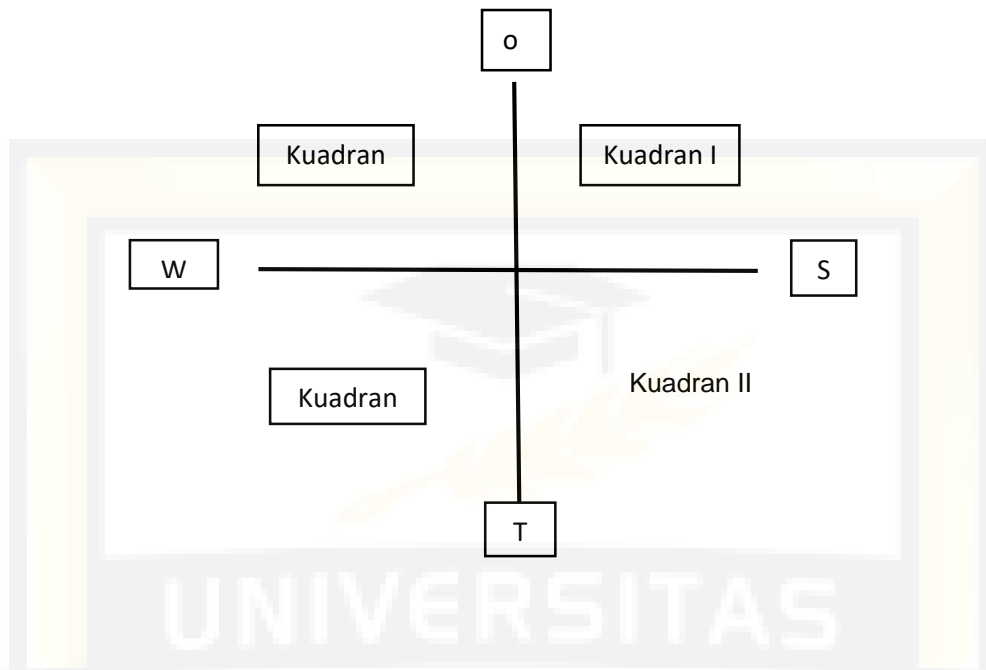 o
Kuadran
Kuadran I
W
S
Kuadran
Kuadran II
T
UNIVERSITAS